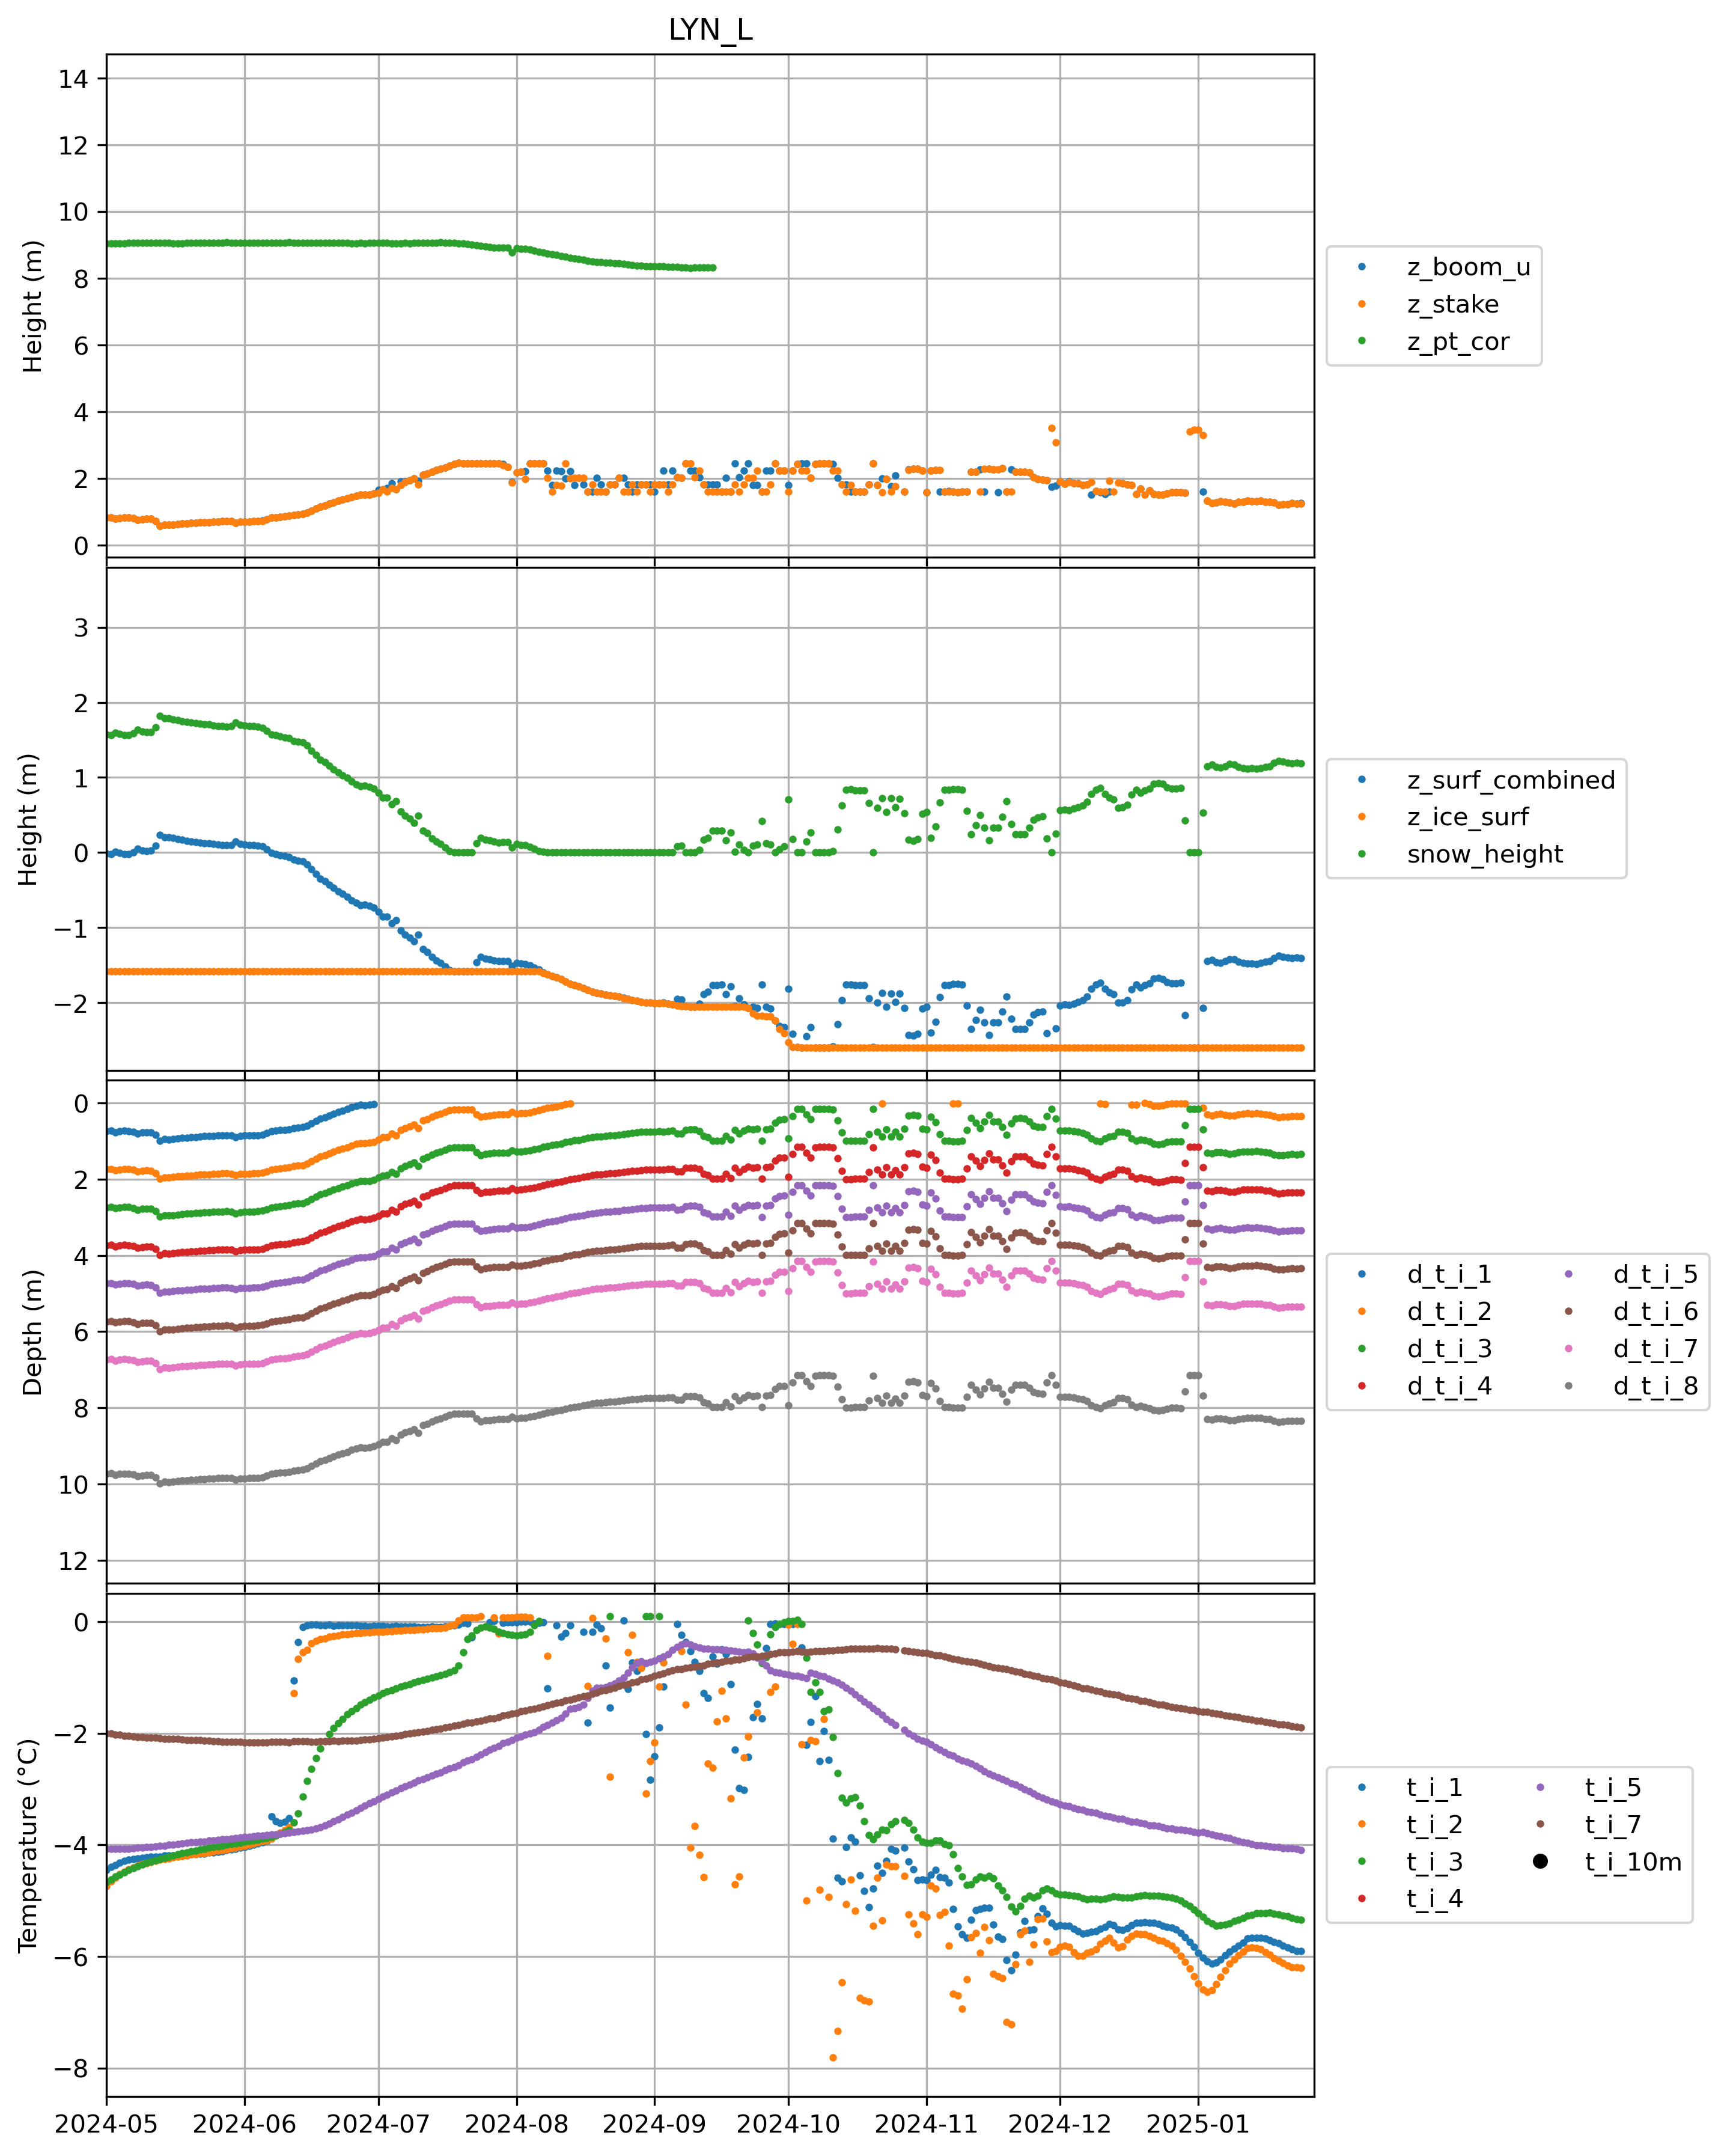 LYN_L
14
12
10
8
6
4
2
0
Height (m)
z_boom_u
z_stake
z_pt_cor
3
2
1
0
−1
−2
Height (m)
z_surf_combined
z_ice_surf
snow_height
0
2
4
6
8
10
12
Depth (m)
d_t_i_1
d_t_i_2
d_t_i_3
d_t_i_4
d_t_i_5
d_t_i_6
d_t_i_7
d_t_i_8
0
−2
−4
−6
−8
Temperature (°C)
t_i_1
t_i_2
t_i_3
t_i_4
t_i_5
t_i_7
t_i_10m
2024-05 2024-06 2024-07 2024-08 2024-09 2024-10 2024-11 2024-12 2025-01